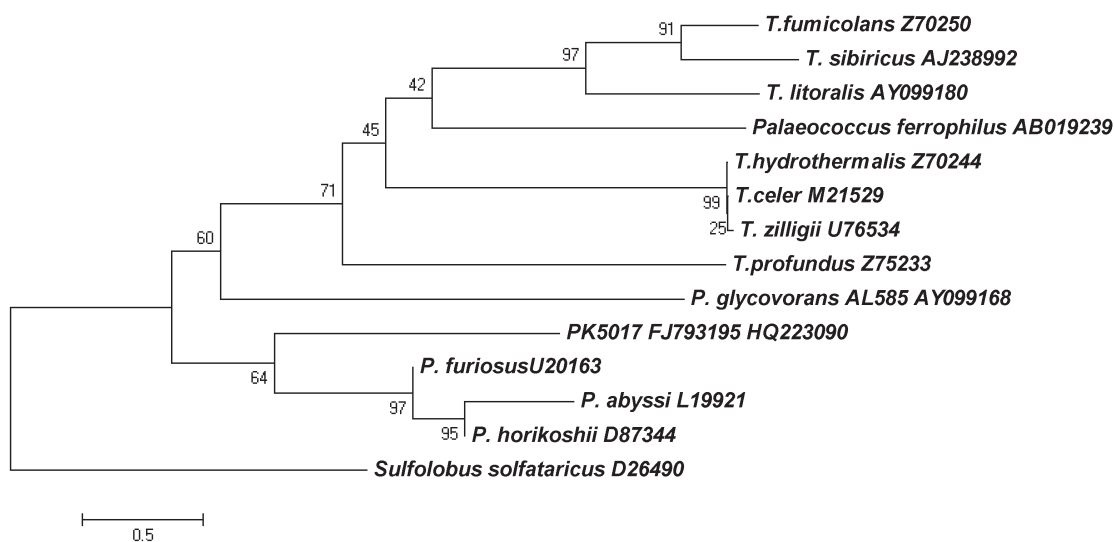 91
T.fumicolans Z70250
97
T. sibiricus AJ238992
42
T. litoralis AY099180
45
Palaeococcus ferrophilus AB019239
T.hydrothermalis Z70244
71
99
T.celer M21529
25
T. zilligii U76534
60
T.profundus Z75233
P. glycovorans AL585 AY099168
PK5017 FJ793195 HQ223090
64
P. furiosusU20163
97
P. abyssi L19921
95
P. horikoshii D87344
Sulfolobus solfataricus D26490
0.5